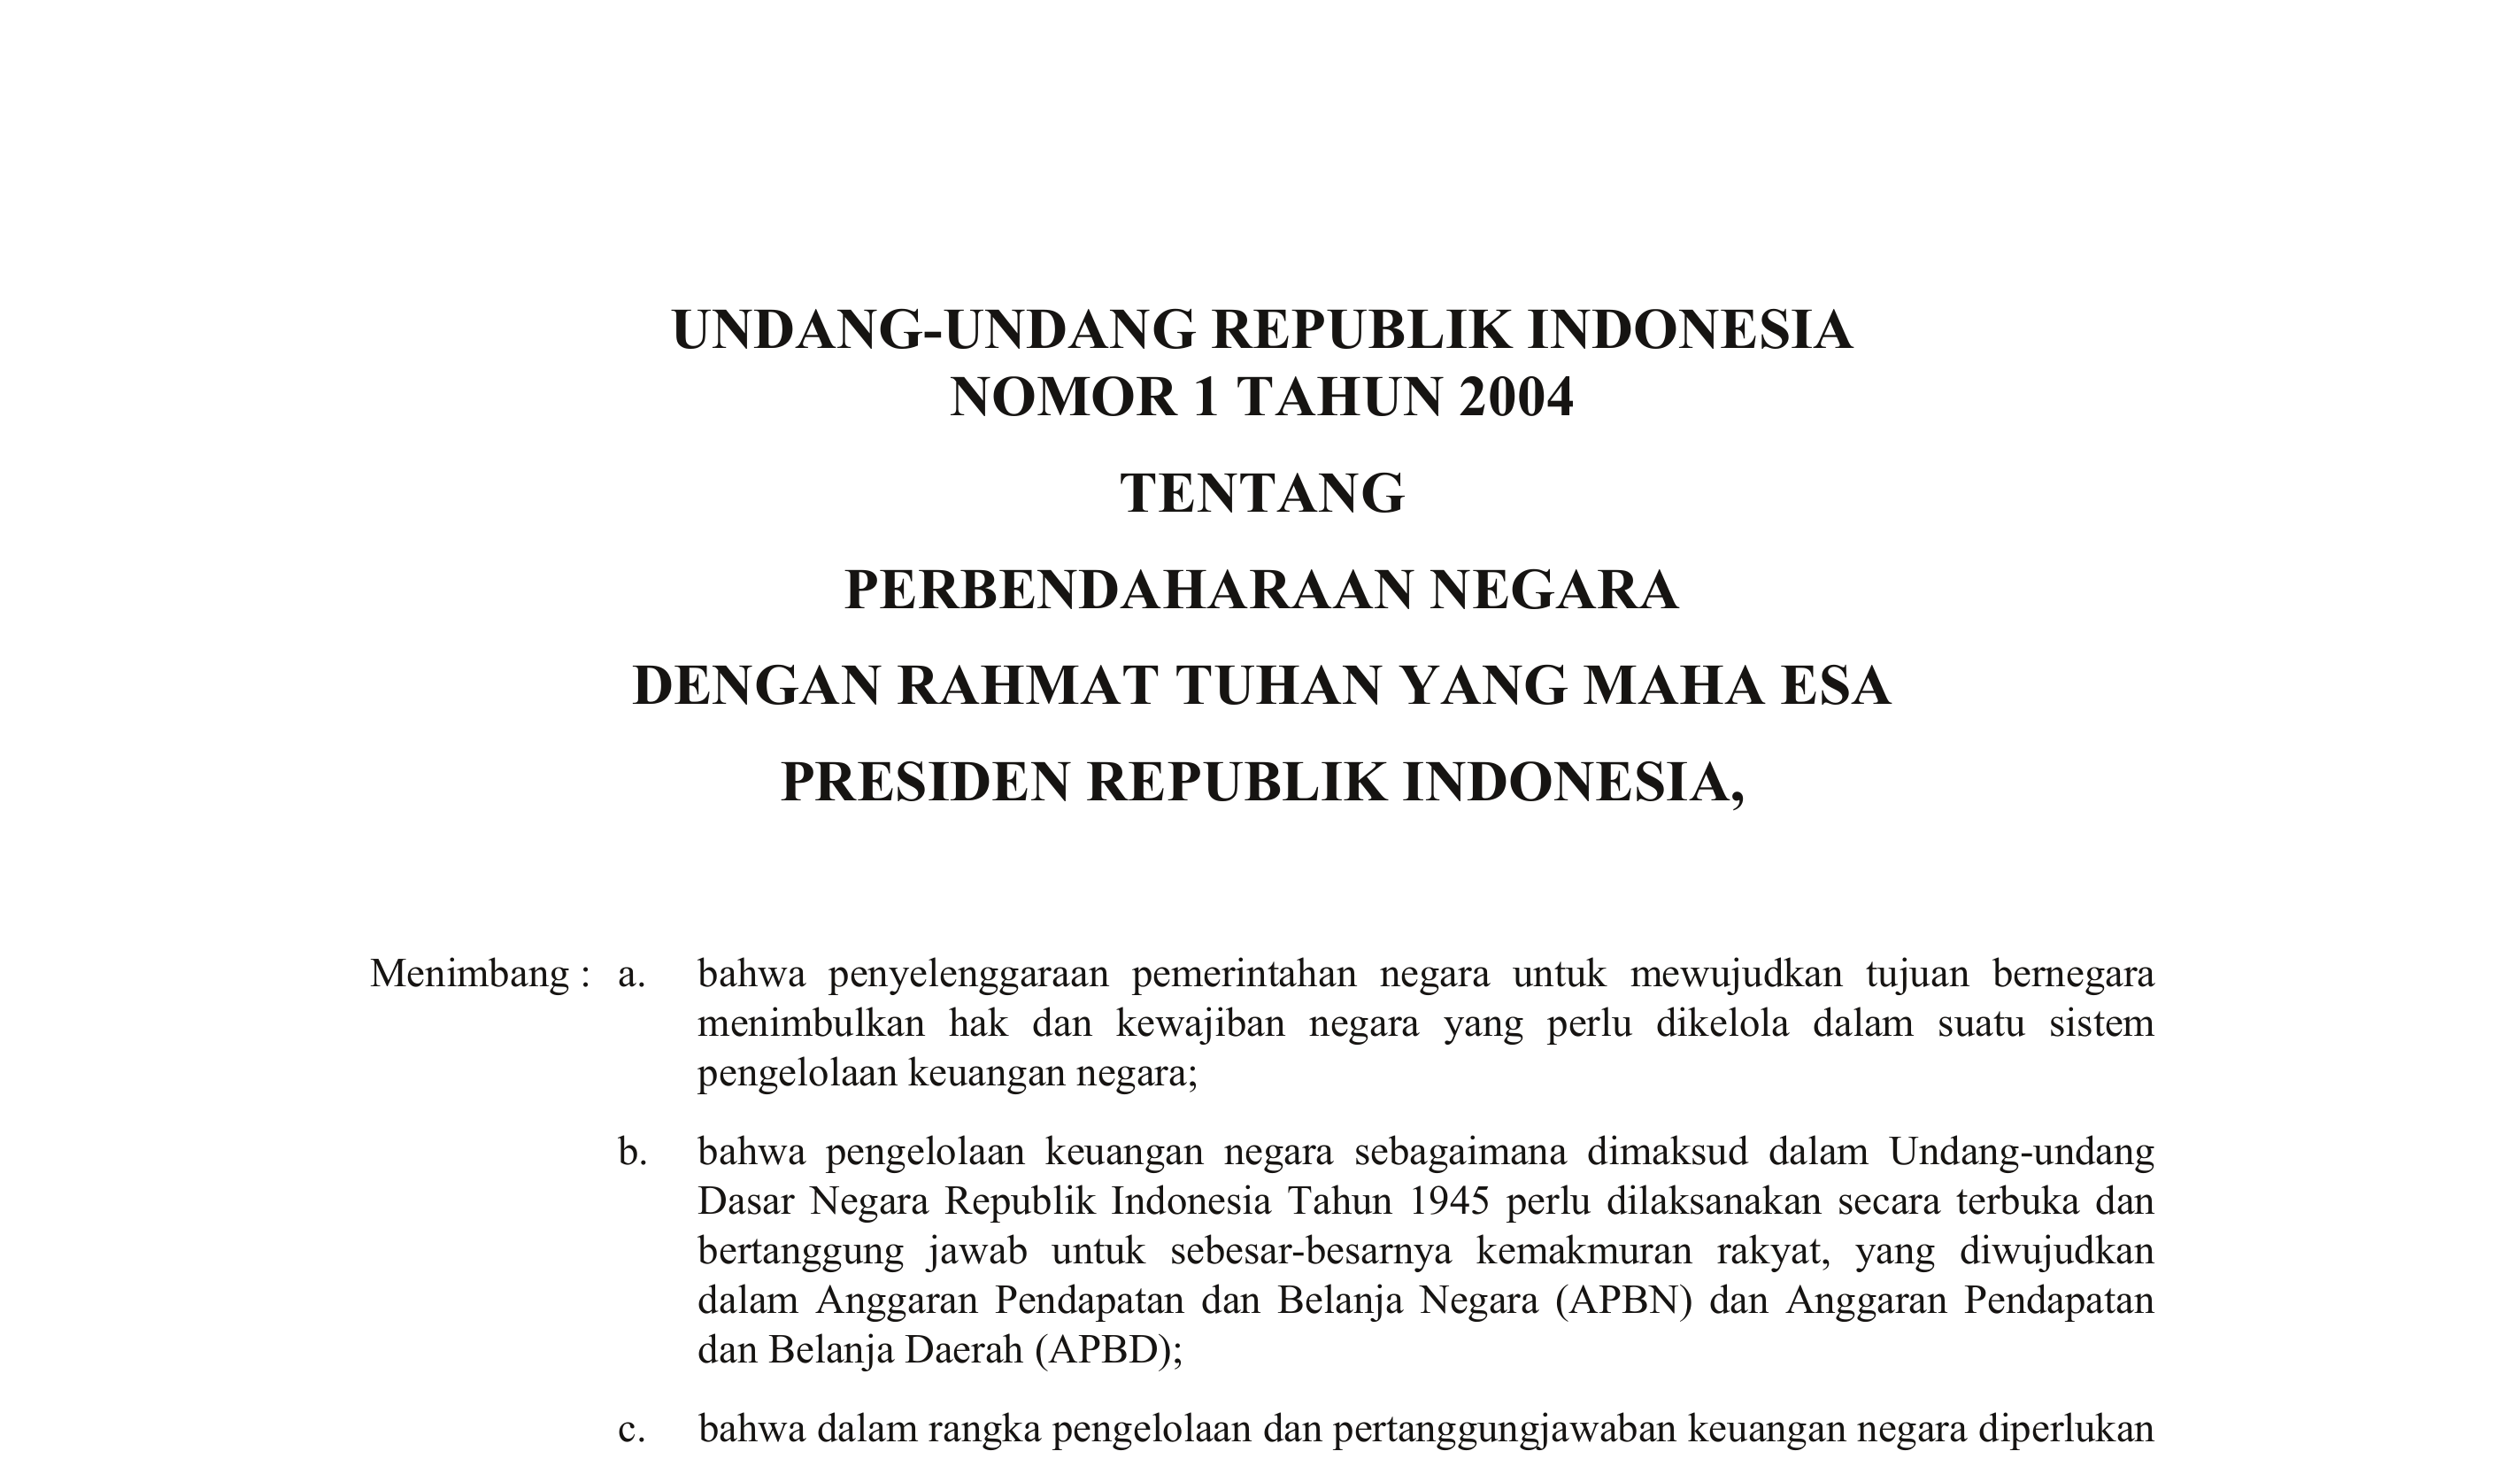 UNDANG-UNDANG REPUBLIK INDONESIA
NOMOR 1 TAHUN 2004
TENTANG
PERBENDAHARAAN NEGARA
DENGAN RAHMAT TUHAN YANG MAHA ESA
PRESIDEN REPUBLIK INDONESIA,
Menimbang : a. bahwa penyelenggaraan pemerintahan negara untuk mewujudkan tujuan bernegara
menimbulkan hak dan kewajiban negara yang perlu dikelola dalam suatu sistem
pengelolaan keuangan negara;
b. bahwa pengelolaan keuangan negara sebagaimana dimaksud dalam Undang-undang
Dasar Negara Republik Indonesia Tahun 1945 perlu dilaksanakan secara terbuka dan
bertanggung jawab untuk sebesar-besarnya kemakmuran rakyat, yang diwujudkan
dalam Anggaran Pendapatan dan Belanja Negara (APBN) dan Anggaran Pendapatan
dan Belanja Daerah (APBD);
c. bahwa dalam rangka pengelolaan dan pertanggungjawaban keuangan negara diperlukan